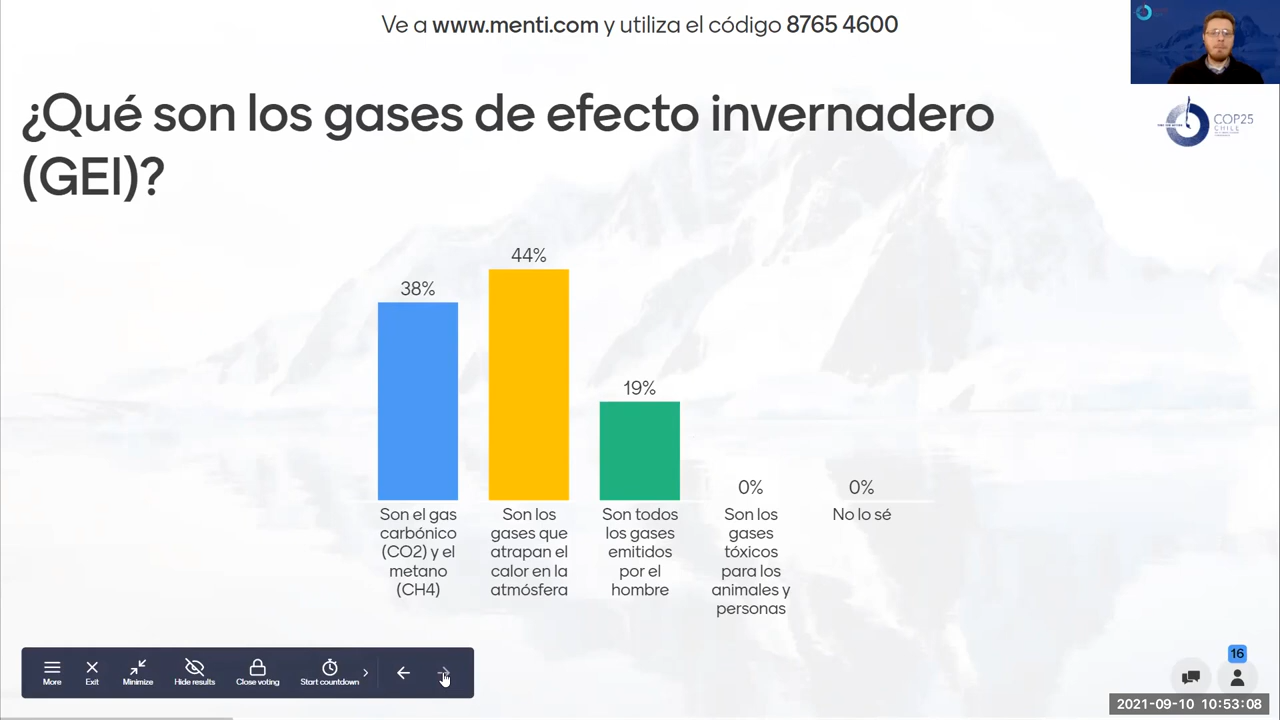 Ve a www.menti.com y utiliza el código 8765 4600
¿Qué son los gases de efecto invernadero
(GEI)?
COP25
CHILE
38%
44%
19%
0%
0%
Son el gas
carbónico
(CO2) y el
metano
(CH4)
Son los
gases que
atrapan el
calor en la
atmósfera
Son todos
los gases
emitidos
por el
hombre
Son los
gases
tóxicos
para los
animales y
personas
No lo sé
More
Exit
Minimize
Hide results
Close voting
Start countdown
16
2021-09-10 10:53:08